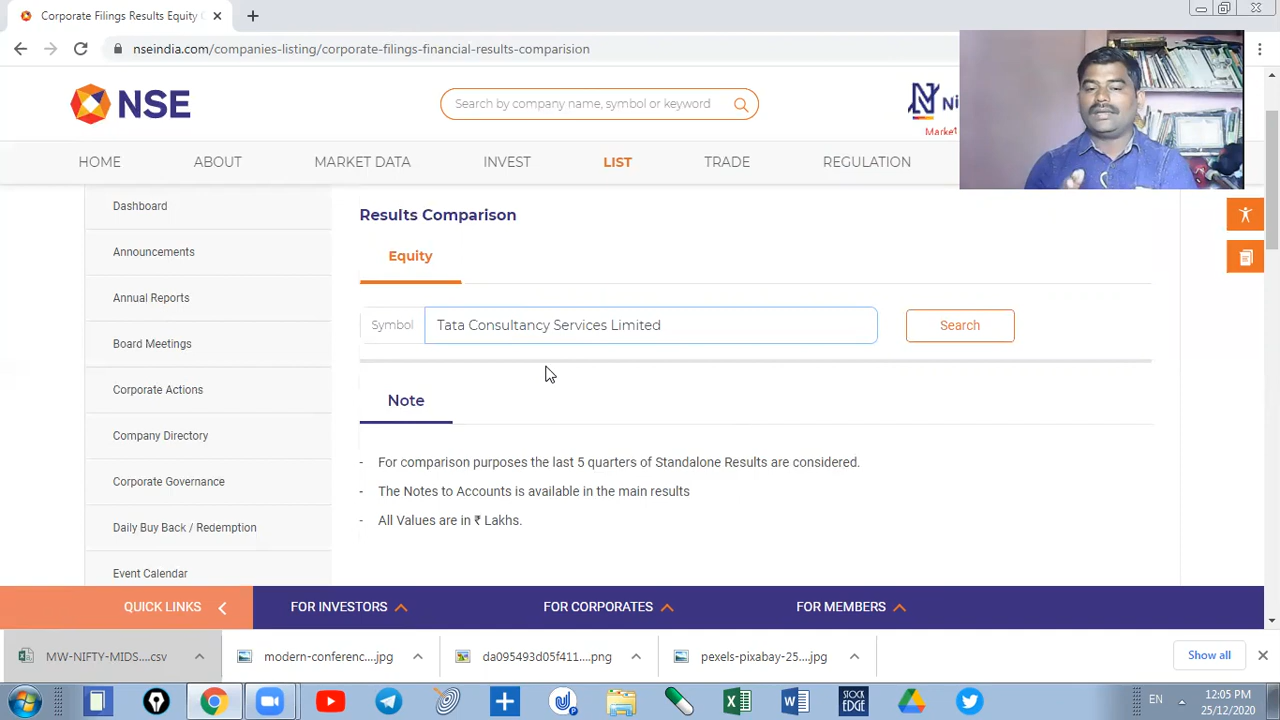 Corporate Filings Results Equity
nseindia.com/companies-listing/corporate-filings-financial-results-comparision
NSE
Search by company name, symbol or keyword
Market
HOME
ABOUT
MARKET DATA
INVEST
LIST
TRADE
REGULATION
Dashboard
Announcements
Annual Reports
Board Meetings
Corporate Actions
Company Directory
Corporate Governance
Daily Buy Back / Redemption
Event Calendar
Results Comparison
Equity
Symbol
Tata Consultancy Services Limited
Search
Note
- For comparison purposes the last 5 quarters of Standalone Results are considered.
- The Notes to Accounts is available in the main results
- All Values are in ₹ Lakhs.
QUICK LINKS
FOR INVESTORS
FOR CORPORATES
FOR MEMBERS
MW-NIFTY-MIDS....csv
modern-conferenc...jpg
da095493d05f411....png
pexels-pixabay-25....jpg
Show all
STOCK
EDGE
EN
12:05 PM
25/12/2020